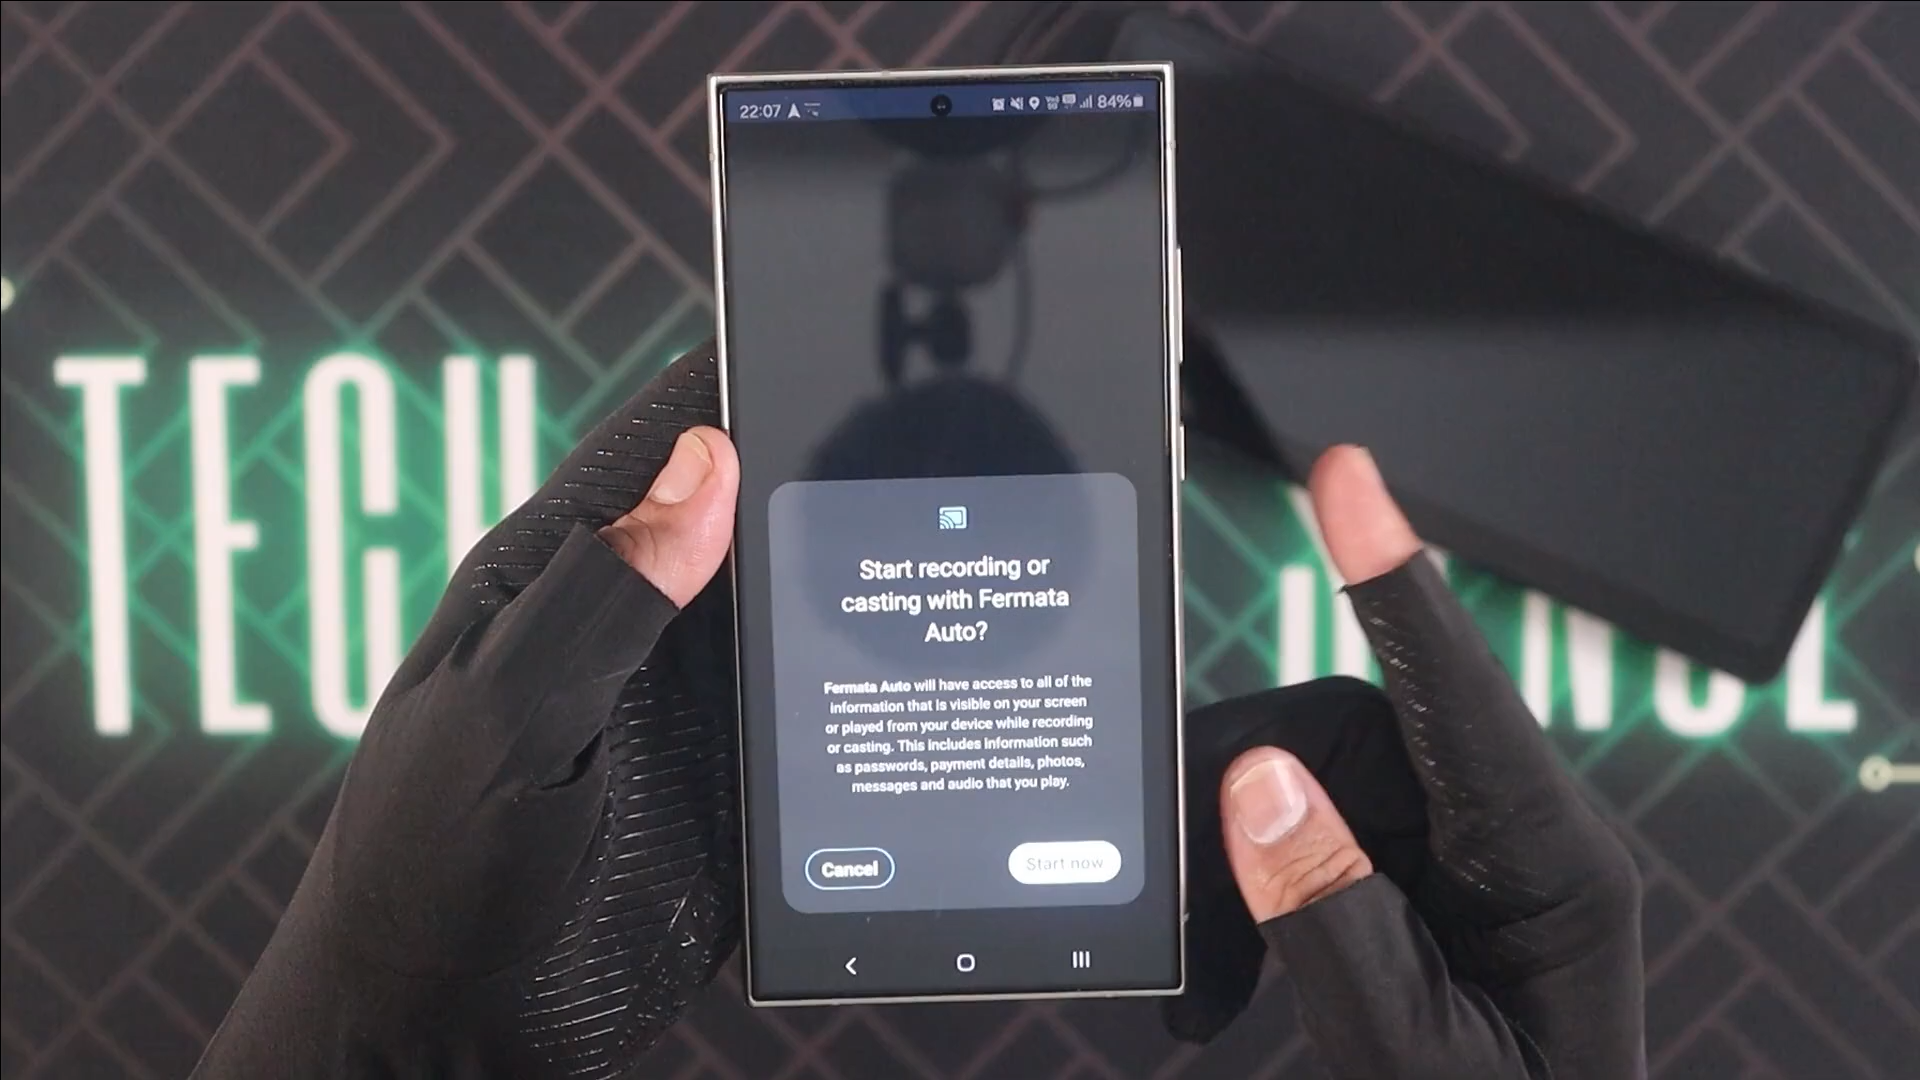 TECH
22:07
84%
Start recording or
casting with Fermata
Auto?
Fermata Auto will have access to all of the
information that is visible on your screen
or played from your device while recording
or casting. This includes information such
as passwords, payment details, photos,
messages and audio that you play.
Cancel
Start now